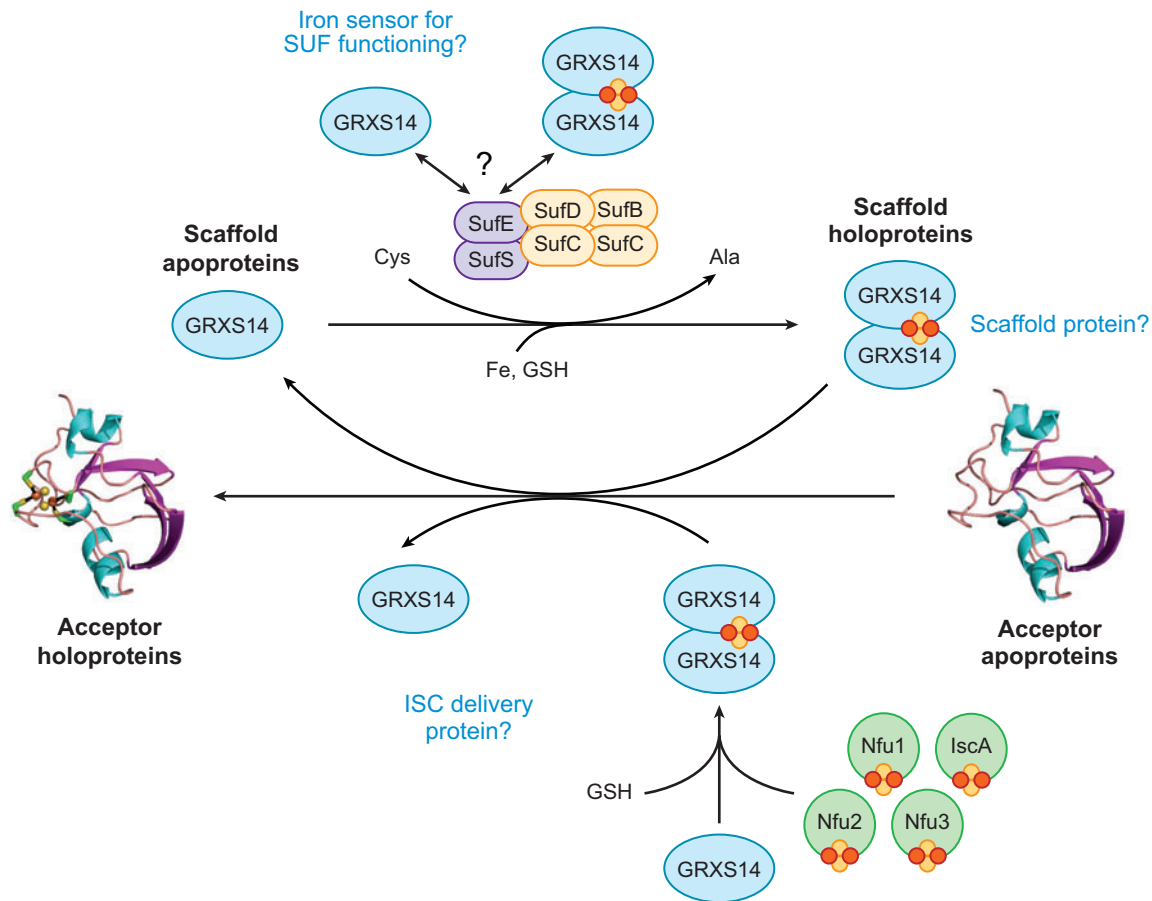 Iron sensor for
SUF functioning?
GRXS14
GRXS14
GRXS14
?
SufE
SufD
SufB
SufS
SufC
SufC
Scaffold
apoproteins
Cys
Ala
Scaffold
holoproteins
GRXS14
GRXS14
GRXS14
Scaffold protein?
Fe, GSH
Acceptor
holoproteins
GRXS14
GRXS14
GRXS14
Acceptor
apoproteins
ISC delivery
protein?
GSH
Nfu1
IscA
Nfu2
Nfu3
GRXS14